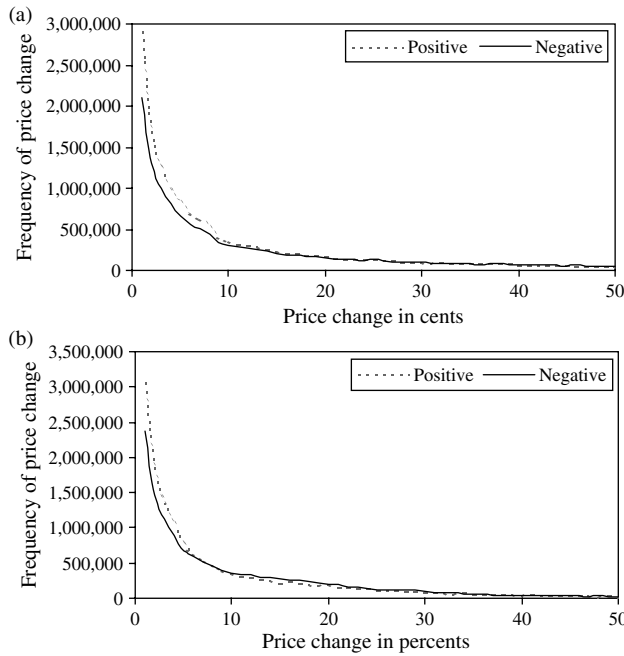 (a)
Frequency of price change
3,000,000
2,500,000
2,000,000
1,500,000
1,000,000
500,000
0
Positive Negative
0 10 20 30 40 50
Price change in cents
(b)
Frequency of price change
3,500,000
3,000,000
2,500,000
2,000,000
1,500,000
1,000,000
500,000
0
Positive Negative
0 10 20 30 40 50
Price change in percents